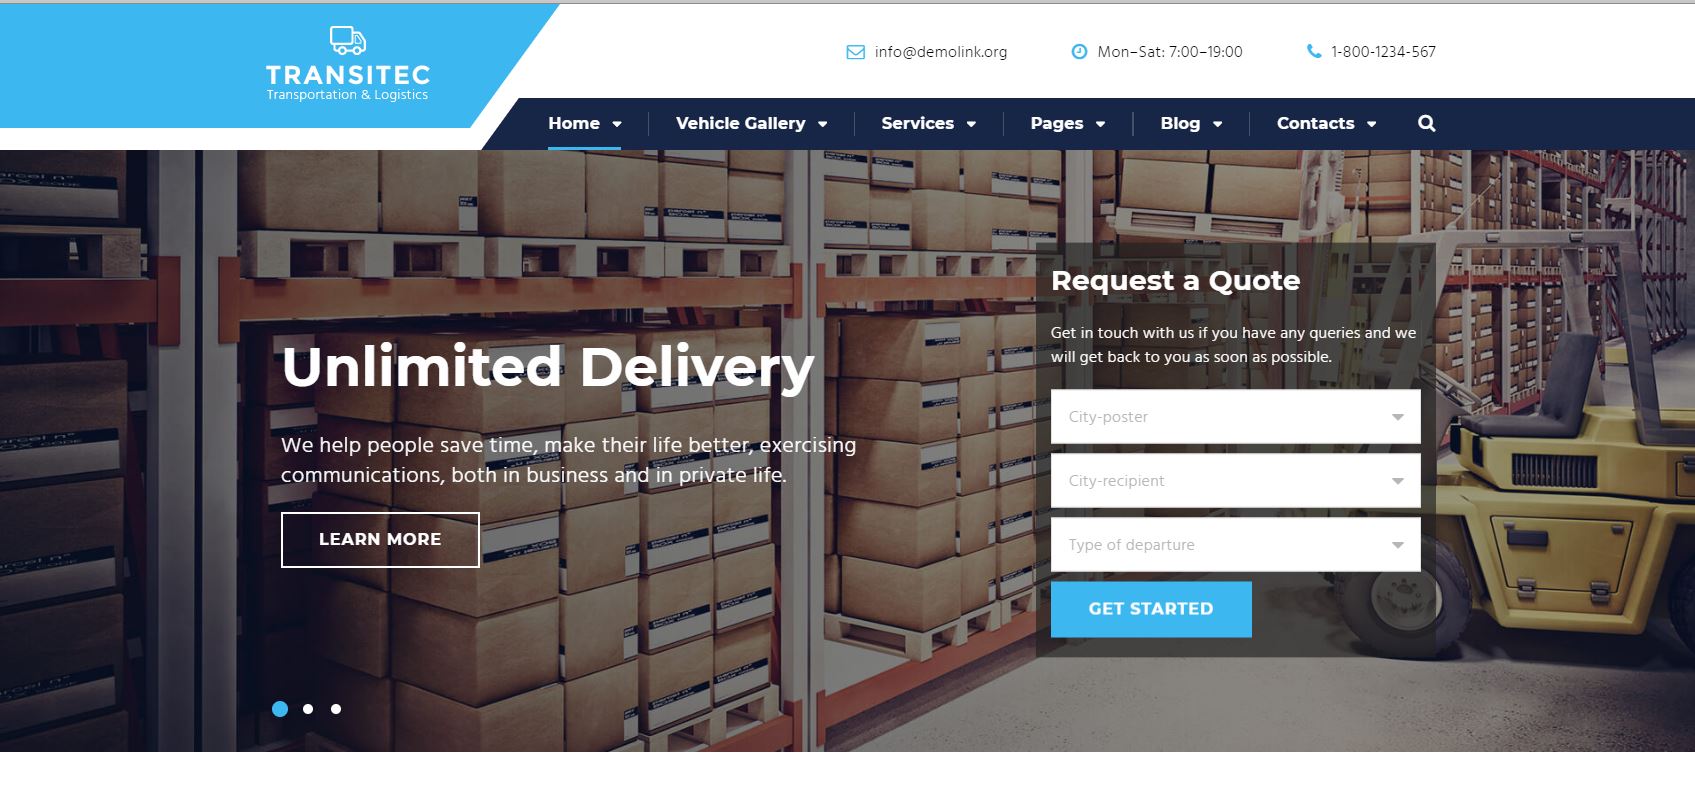 TRANSITEC
Transportation & Logistics
info@demolink.org
Mon–Sat: 7:00–19:00
1-800-1234-567
Home
Vehicle Gallery
Services
Pages
Blog
Contacts
Unlimited Delivery
We help people save time, make their life better, exercising
communications, both in business and in private life.
LEARN MORE
Request a Quote
Get in touch with us if you have any queries and we
will get back to you as soon as possible.
City-poster
City-recipient
Type of departure
GET STARTED